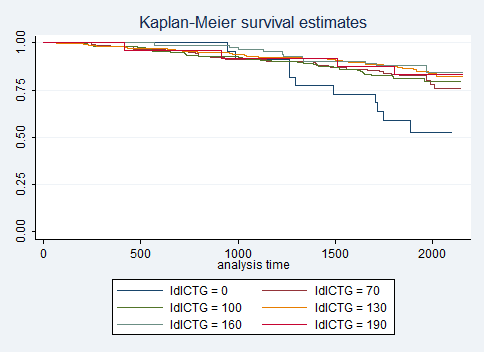 Kaplan-Meier survival estimates
1.00
0.75
0.50
0.25
0.00
0 500 1000 1500 2000
analysis time
ldlCTG = 0 ldlCTG = 70
ldlCTG = 100 ldlCTG = 130
ldlCTG = 160 ldlCTG = 190